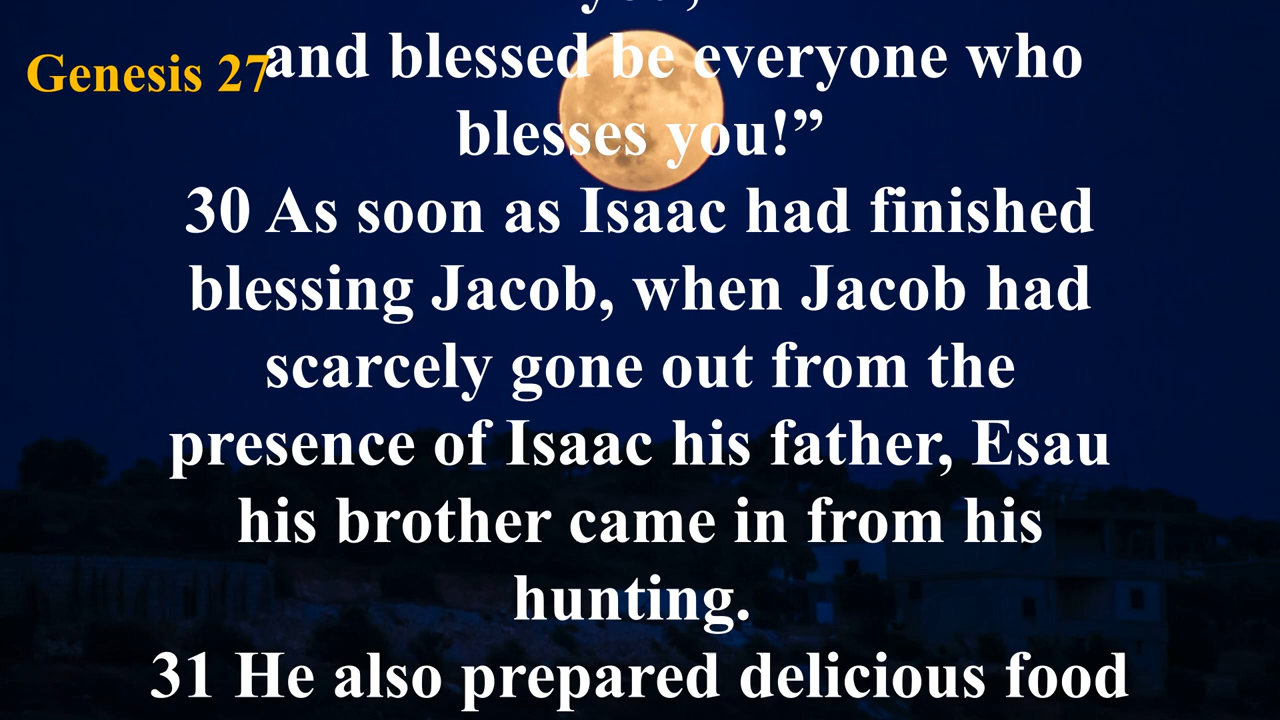 Genesis 27
and blessed be everyone who
blesses you!”
30 As soon as Isaac had finished
blessing Jacob, when Jacob had
scarcely gone out from the
presence of Isaac his father, Esau
his brother came in from his
hunting.
31 He also prepared delicious food